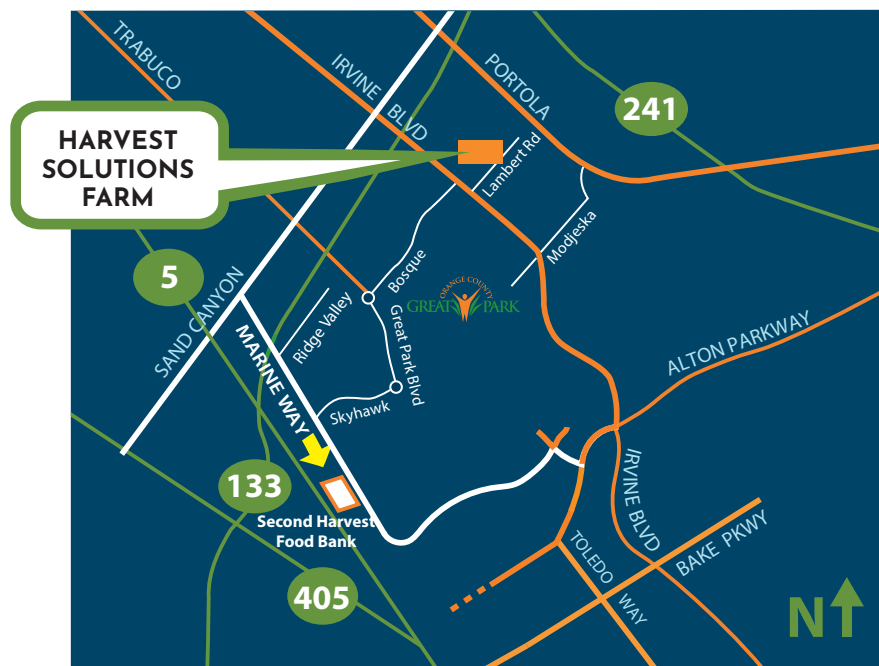 TRABUCO
IRVINE BLVD
PORTOLA
241
HARVEST
SOLUTIONS
FARM
Lambert Rd
Modjeska
5
SAND CANYON
Bosque
Ridge Valley
ORANGE COUNTY
GREAT PARK
Great Park Blvd
MARINE WAY
Skyhawk
ALTON PARKWAY
133
Second Harvest
Food Bank
405
IRVINE BLVD
TOLEDO WAY
BAKE PKWY
N